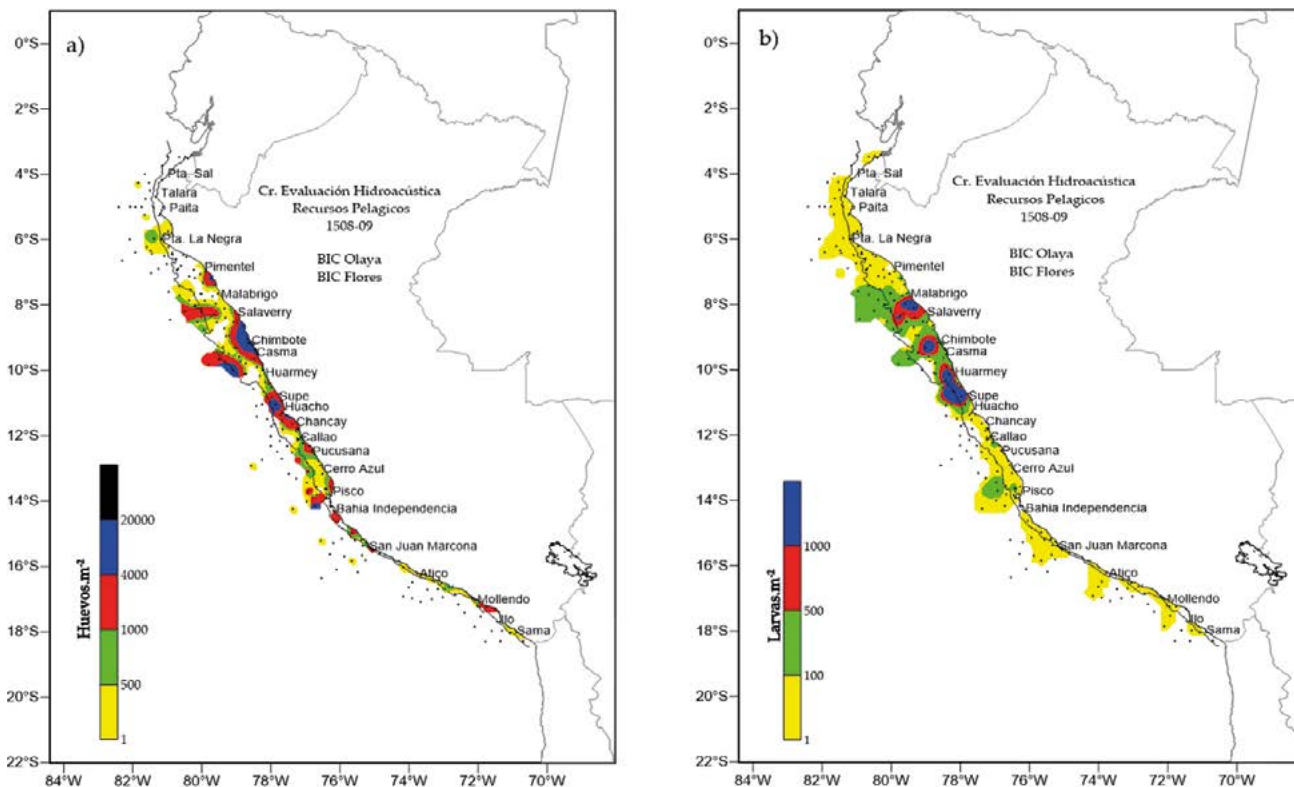 a)
0°S
2°S
4°S
6°S
8°S
10°S
12°S
14°S
16°S
18°S
20°S
22°S
84°W
82°W
80°W
78°W
76°W
74°W
72°W
70°W
Cr. Evaluación Hidroacústica
Recursos Pelagicos
1508-09
BIC Olaya
BIC Flores
Pta. Sal
Talara
Paita
Pta. La Negra
Pimentel
Malabrigo
Salaverry
Chimbote
Casma
Huarmey
Supe
Huacho
Chancay
Callao
Pucusana
Cerro Azul
Pisco
Bahia Independencia
San Juan Marcona
Atico
Mollendo
Ilo
Sama
Huevos.m-2
20000
4000
1000
500
1
b)
0°S
2°S
4°S
6°S
8°S
10°S
12°S
14°S
16°S
18°S
20°S
22°S
84°W
82°W
80°W
78°W
76°W
74°W
72°W
70°W
Cr. Evaluación Hidroacústica
Recursos Pelagicos
1508-09
BIC Olaya
BIC Flores
Pta. Sal
Talara
Paita
Pta. La Negra
Pimentel
Malabrigo
Salaverry
Chimbote
Casma
Huarmey
Supe
Huacho
Chancay
Callao
Pucusana
Cerro Azul
Pisco
Bahia Independencia
San Juan Marcona
Atico
Mollendo
Ilo
Sama
Larvas.m-2
1000
500
100
1